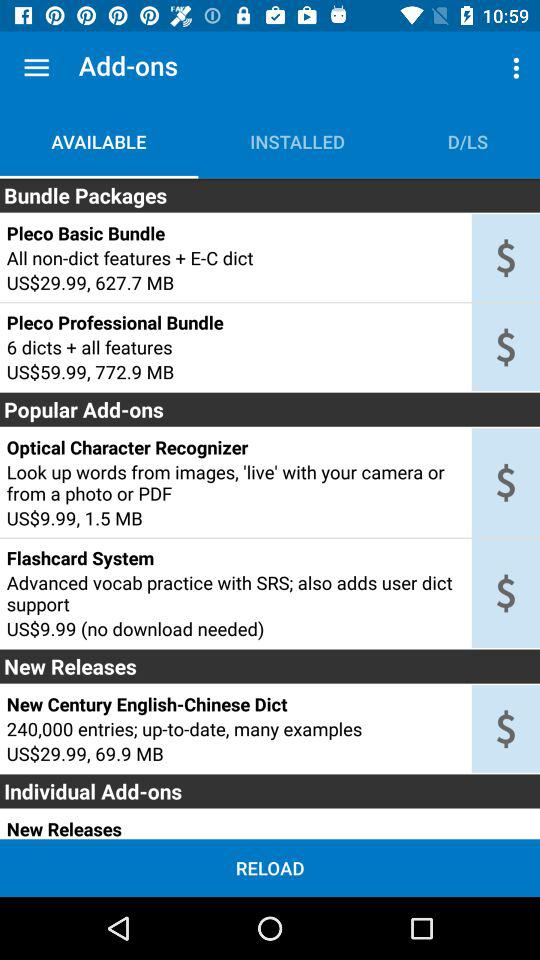 10:59
Add-ons
AVAILABLE INSTALLED D/LS
Bundle Packages
Pleco Basic Bundle
All non-dict features + E-C dict
US$29.99, 627.7 MB
$
Pleco Professional Bundle
6 dicts + all features
US$59.99, 772.9 MB
$
Popular Add-ons
Optical Character Recognizer
Look up words from images, 'live' with your camera or
from a photo or PDF
US$9.99, 1.5 MB
$
Flashcard System
Advanced vocab practice with SRS; also adds user dict
support
US$9.99 (no download needed)
$
New Releases
New Century English-Chinese Dict
240,000 entries; up-to-date, many examples
US$29.99, 69.9 MB
$
Individual Add-ons
New Releases
RELOAD